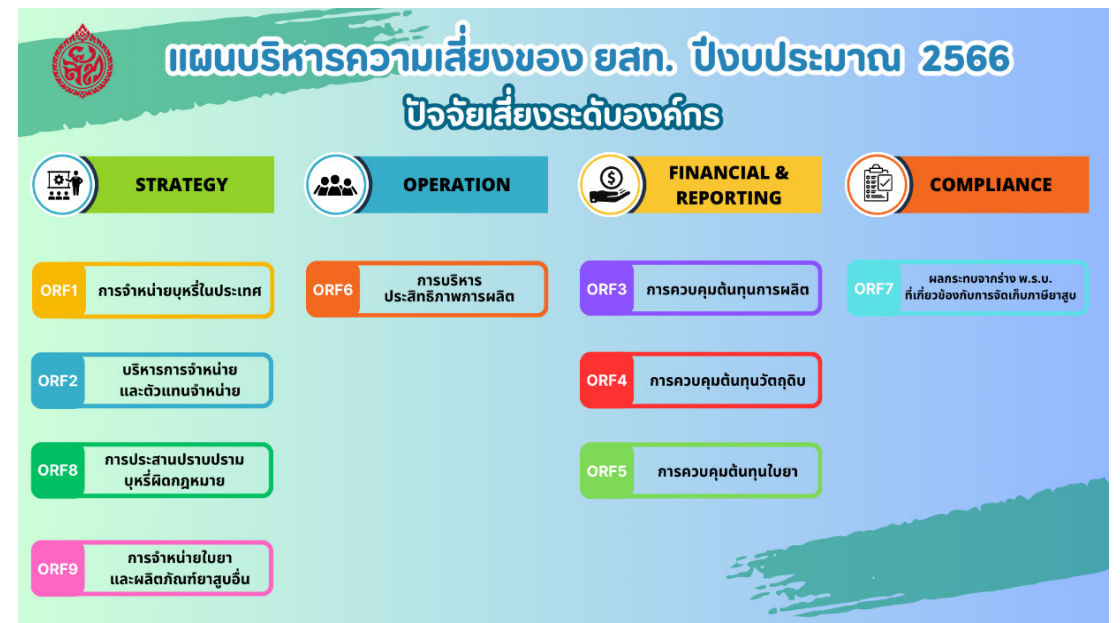 แผนบริหารความเสี่ยงของ ยสท. ปีงบประมาณ 2566
ปัจจัยเสี่ยงระดับองค์กร
STRATEGY
ORF1
การจำหน่ายบุหรี่ในประเทศ
ORF2
บริหารการจำหน่าย
และตัวแทนจำหน่าย
ORF8
การประสานปราบปราม
บุหรี่ผิดกฎหมาย
ORF9
การจำหน่ายใบยา
และผลิตภัณฑ์ยาสูบอื่น
OPERATION
ORF6
การบริหาร
ประสิทธิภาพการผลิต
FINANCIAL &
REPORTING
ORF3
การควบคุมต้นทุนการผลิต
ORF4
การควบคุมต้นทุนวัตถุดิบ
ORF5
การควบคุมต้นทุนใบยา
COMPLIANCE
ORF7
ผลกระทบจากร่าง พ.ร.บ.
ที่เกี่ยวข้องกับการจัดเก็บภาษียาสูบ